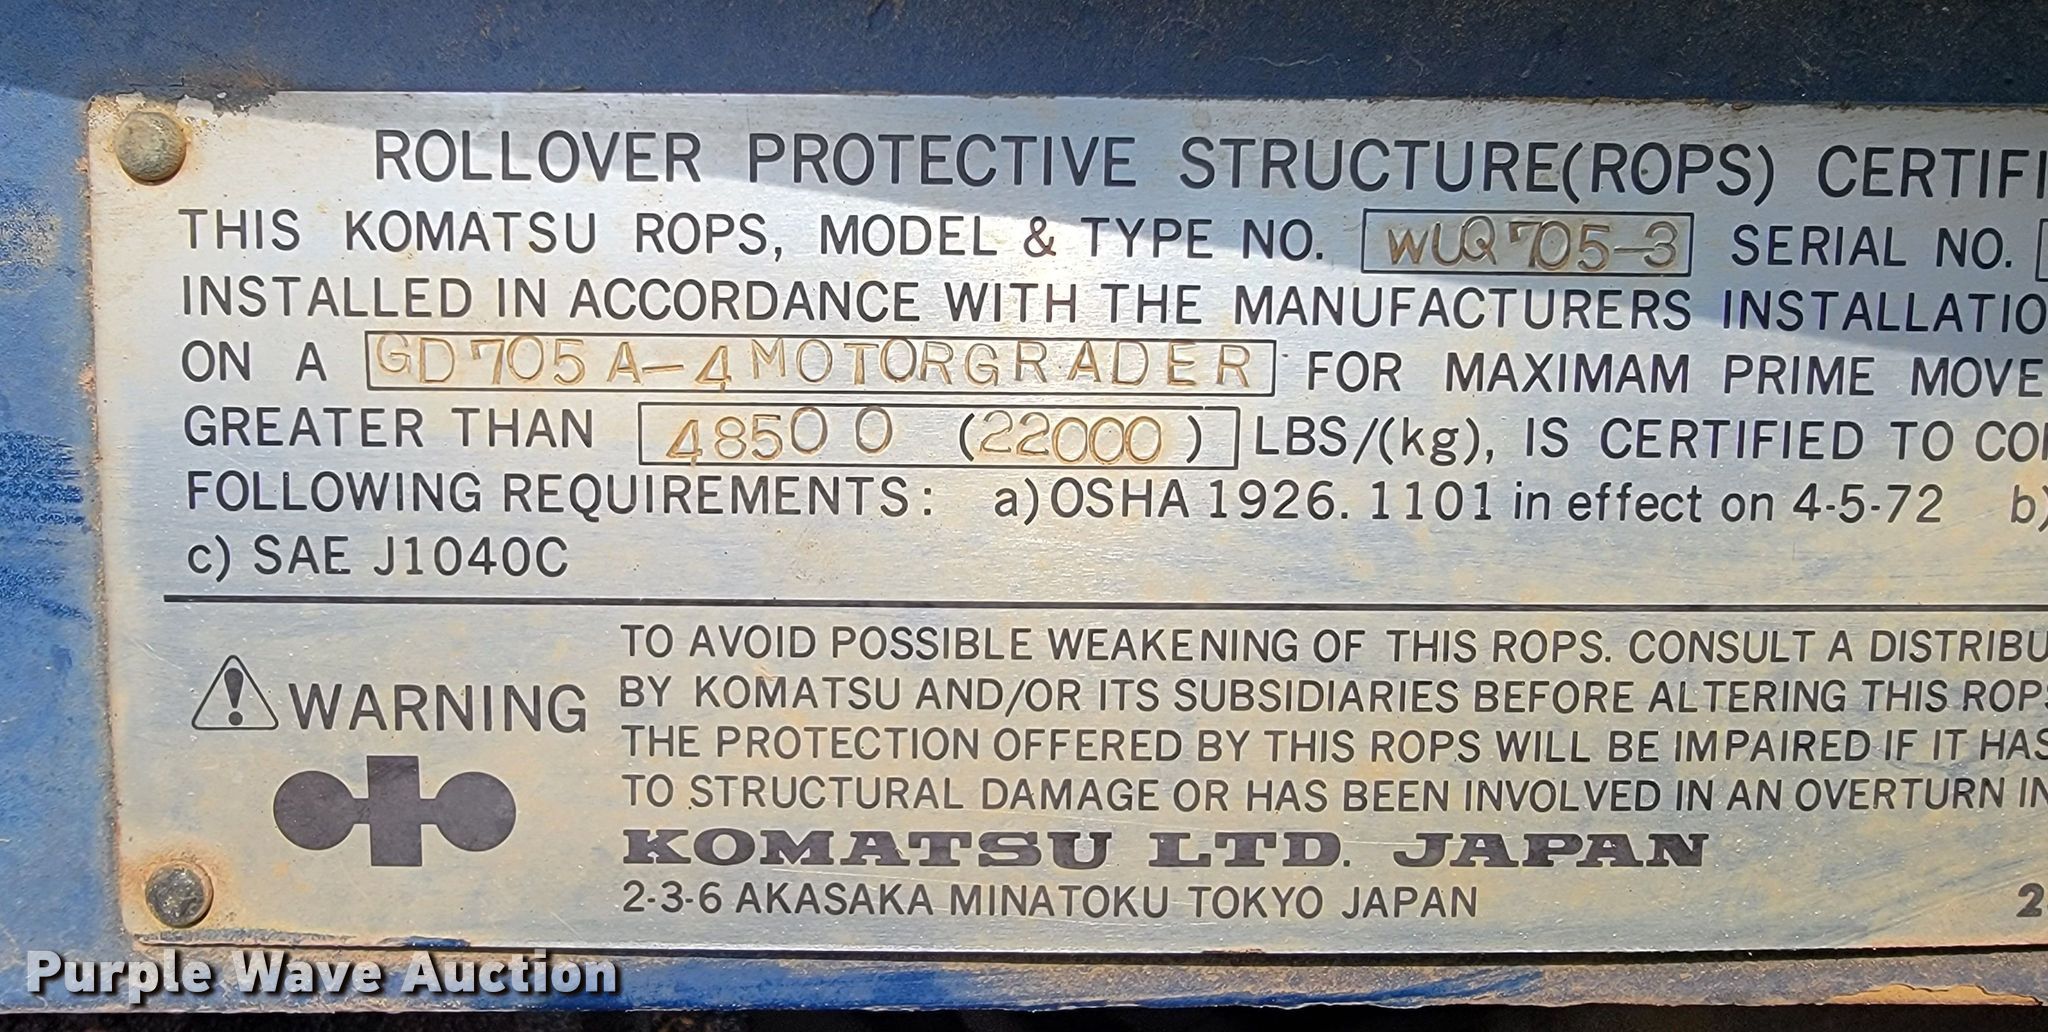 ROLLOVER PROTECTIVE STRUCTURE(ROPS) CERTIFI
THIS KOMATSU ROPS, MODEL & TYPE NO. WUQ705-3 SERIAL NO.
INSTALLED IN ACCORDANCE WITH THE MANUFACTURERS INSTALLATIO
ON A GD705A-4 MOTORGRADER FOR MAXIMAM PRIME MOVE
GREATER THAN 48500 (22000) LBS/(kg), IS CERTIFIED TO CO
FOLLOWING REQUIREMENTS: a) OSHA 1926.1101 in effect on 4-5-72 b)
c) SAE J1040C
WARNING
TO AVOID POSSIBLE WEAKENING OF THIS ROPS. CONSULT A DISTRIBU
BY KOMATSU AND/OR ITS SUBSIDIARIES BEFORE ALTERING THIS ROPS
THE PROTECTION OFFERED BY THIS ROPS WILL BE IMPAIRED IF IT HAS
TO STRUCTURAL DAMAGE OR HAS BEEN INVOLVED IN AN OVERTURN IN
KOMATSU LTD. JAPAN
2-3-6 AKASAKA MINATOKU TOKYO JAPAN
2
Purple Wave Auction